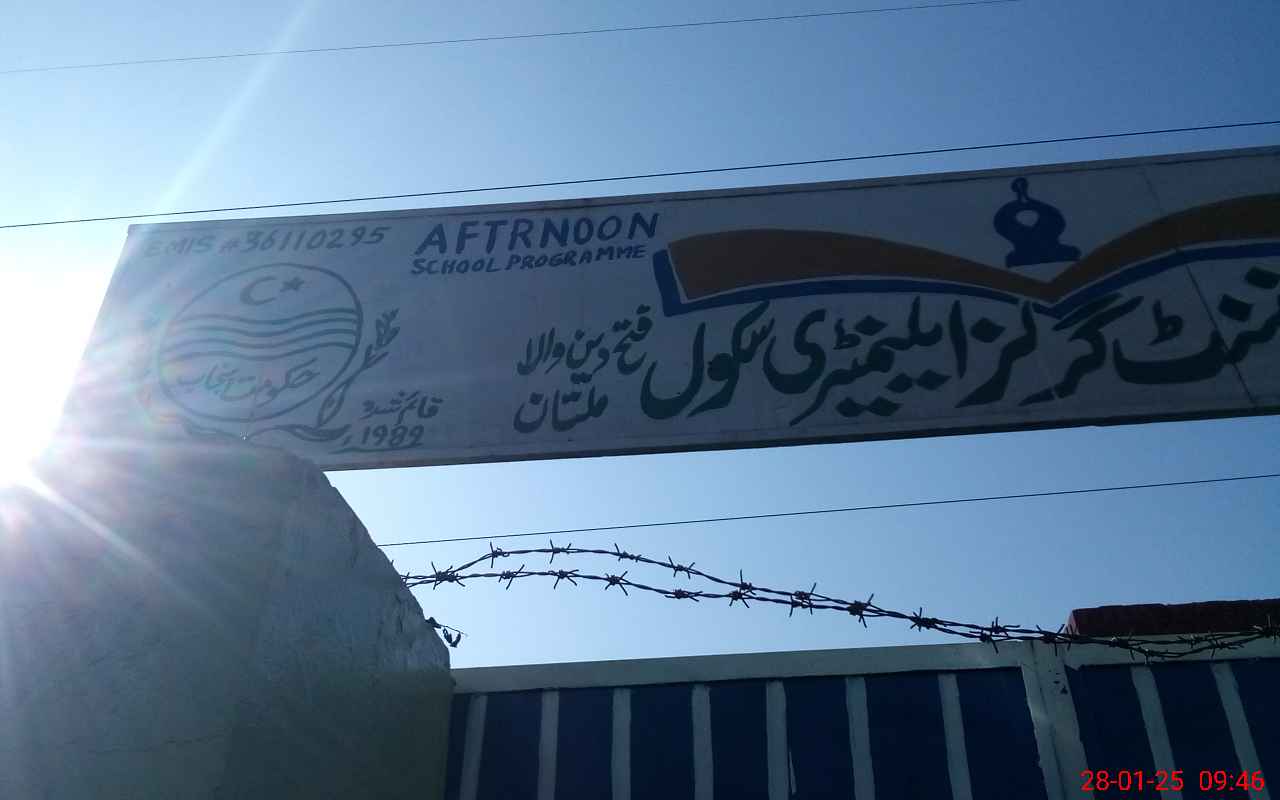 EMIS #36110295
AFTRNOON
SCHOOL PROGRAMME
گرلز ایلیمنٹری سکول
فتح دین والا
ملتان
حکومت پنجاب
قائم شدہ
1982
28-01-25 09:46